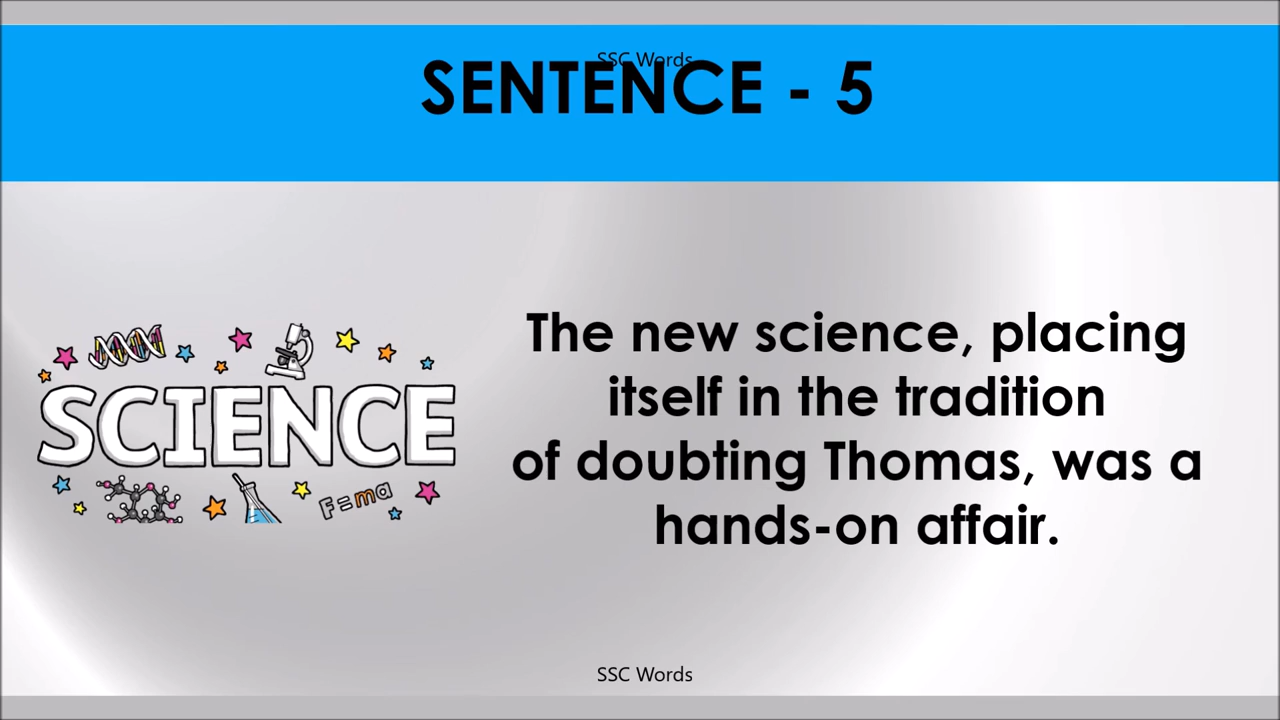 SSC Words
SENTENCE - 5
SCIENCE
F=ma
The new science, placing
itself in the tradition
of doubting Thomas, was a
hands-on affair.
SSC Words